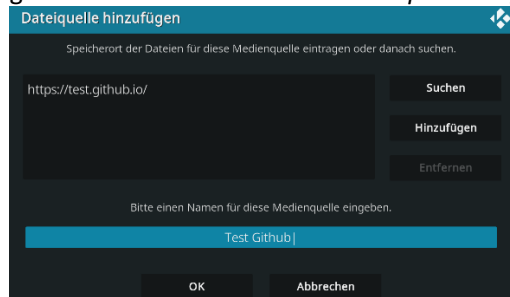 Dateiquelle hinzufügen
Speicherort der Dateien für diese Medienquelle eintragen oder danach suchen.
https://test.github.io/
Suchen
Hinzufügen
Entfernen
Bitte einen Namen für diese Medienquelle eingeben.
Test Github
OK
Abbrechen